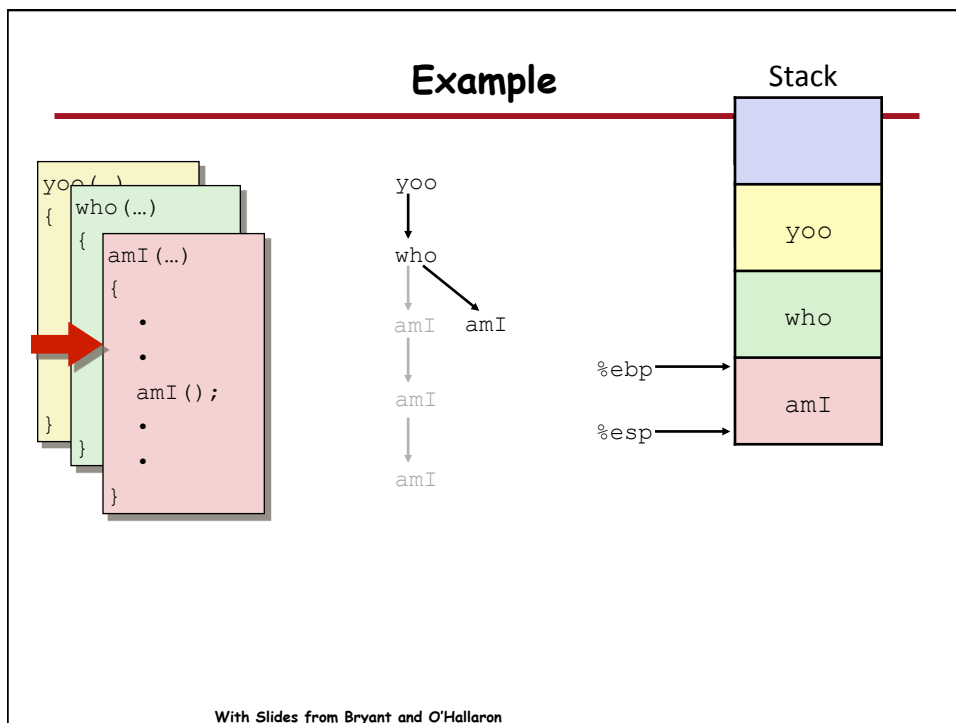 Example
Stack
yoo(…)
{
}
who(…)
{
}
amI(…)
{
•
•
amI();
•
•
}
yoo
who
amI amI
amI
amI
yoo
who
%ebp
amI
%esp
With Slides from Bryant and O'Hallaron